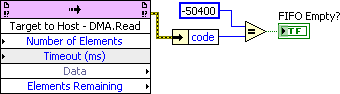 -50400
FIFO Empty?
Target to Host - DMA.Read
Number of Elements
code
=
TF
Timeout (ms)
Data
Elements Remaining